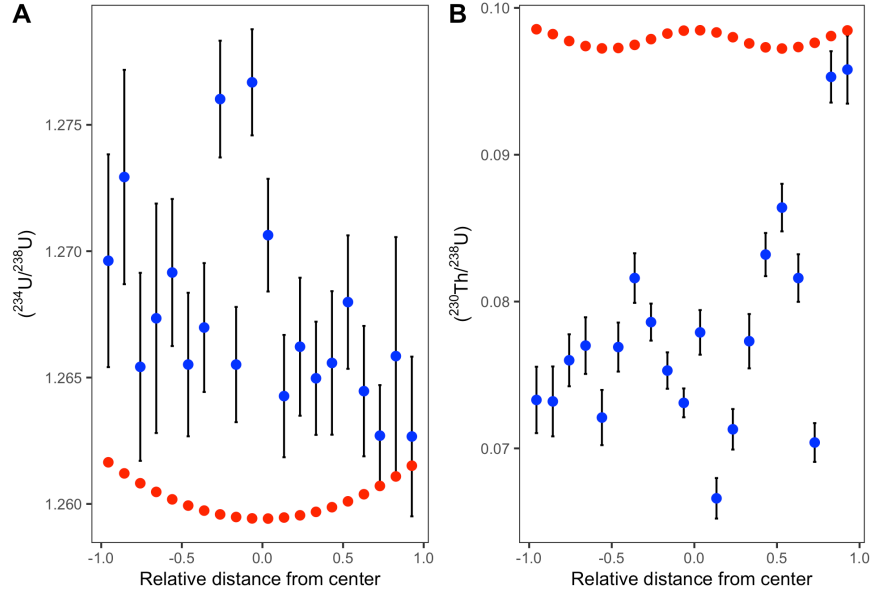 A
B
1.275
1.270
1.265
1.260
(²³⁴U/²³⁸U)
-1.0 -0.5 0.0 0.5 1.0
Relative distance from center
0.10
0.09
0.08
0.07
(²³⁰Th/²³⁸U)
-1.0 -0.5 0.0 0.5 1.0
Relative distance from center